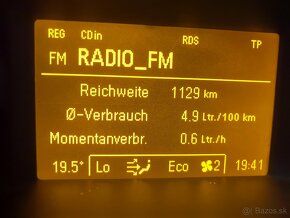 REG CDin RDS TP
FM RADIO_FM
Reichweite 1129 km
Ø-Verbrauch 4.9 Ltr./100 km
Momentanverbr. 0.6 Ltr./h
19.5° Lo Eco 2 19:41
Bazos.sk